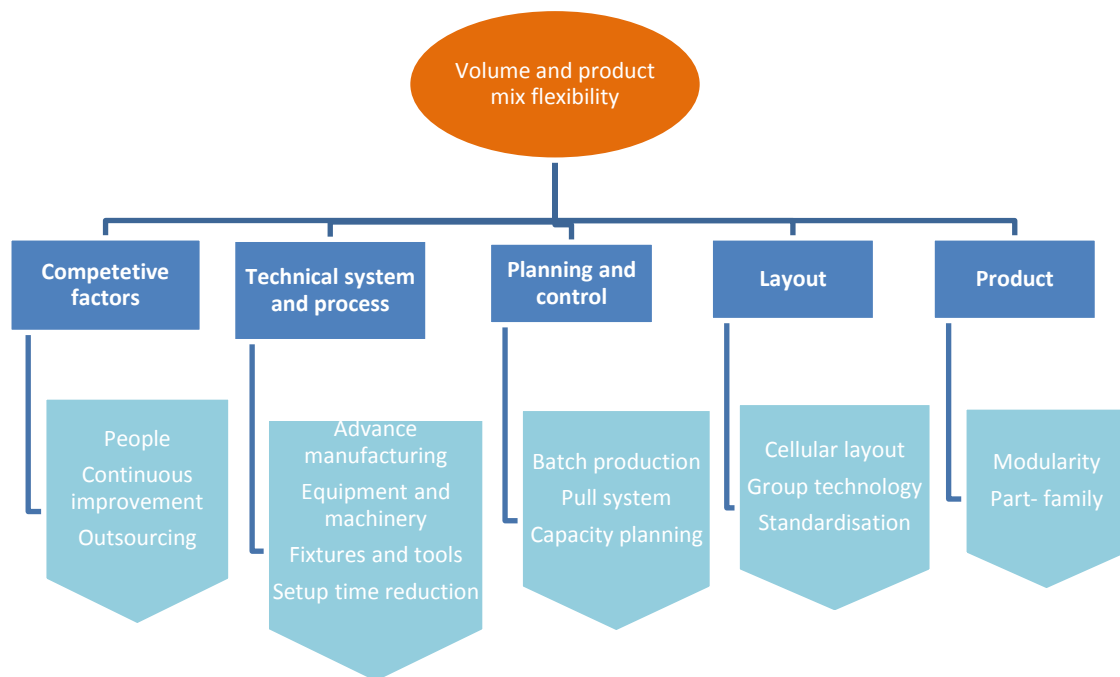 Volume and product
mix flexibility
Competetive
factors
Technical system
and process
Planning and
control
Layout
Product
People
Continuous
improvement
Outsourcing
Advance
manufacturing
Equipment and
machinery
Fixtures and tools
Setup time reduction
Batch production
Pull system
Capacity planning
Cellular layout
Group technology
Standardisation
Modularity
Part- family